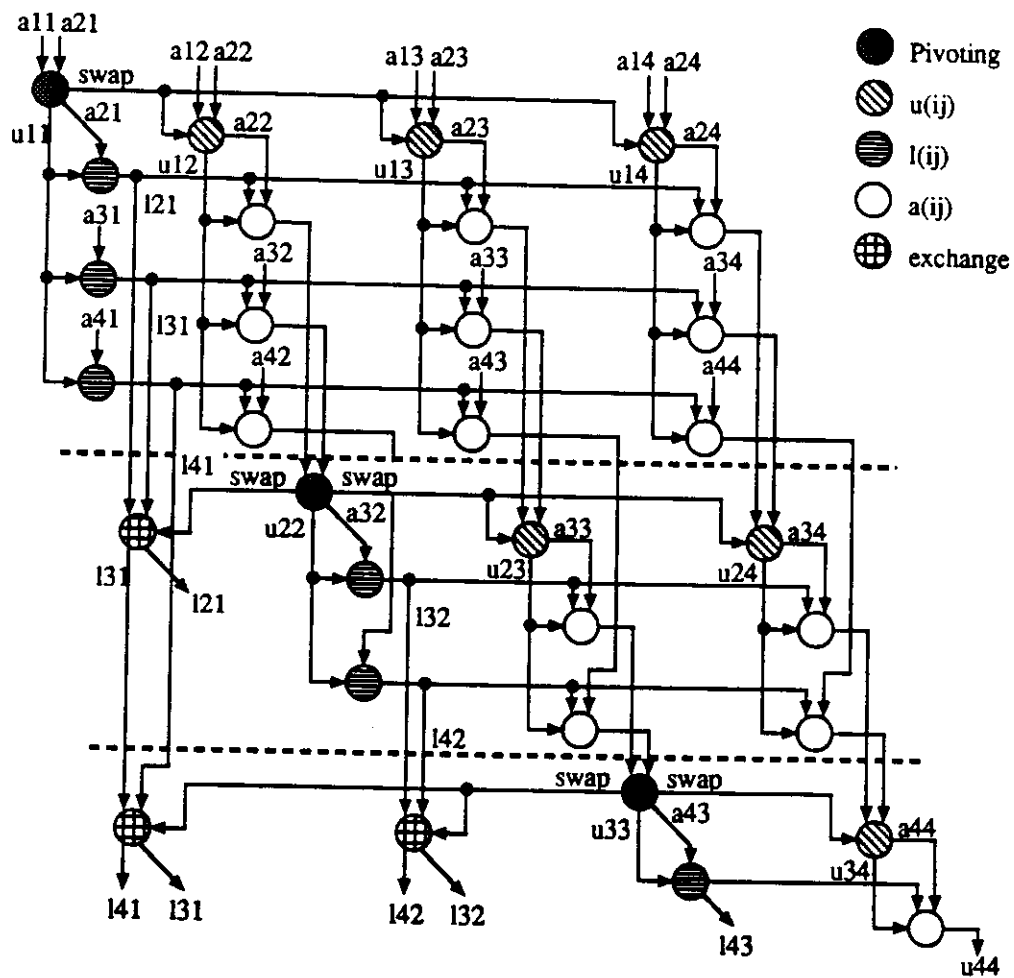 a11 a21
a12 a22
a13 a23
a14 a24
Pivoting
swap
a21
u11
a22
a23
a24
u(ij)
u12
u13
u14
l(ij)
l21
a31
a(ij)
a32
a33
a34
exchange
l31
a41
a42
a43
a44
l41
swap
swap
u22
a32
a33
a34
u23
u24
l31
l21
l32
l42
swap
swap
u33
a43
a44
u34
l41
l31
l42
l32
l43
u44